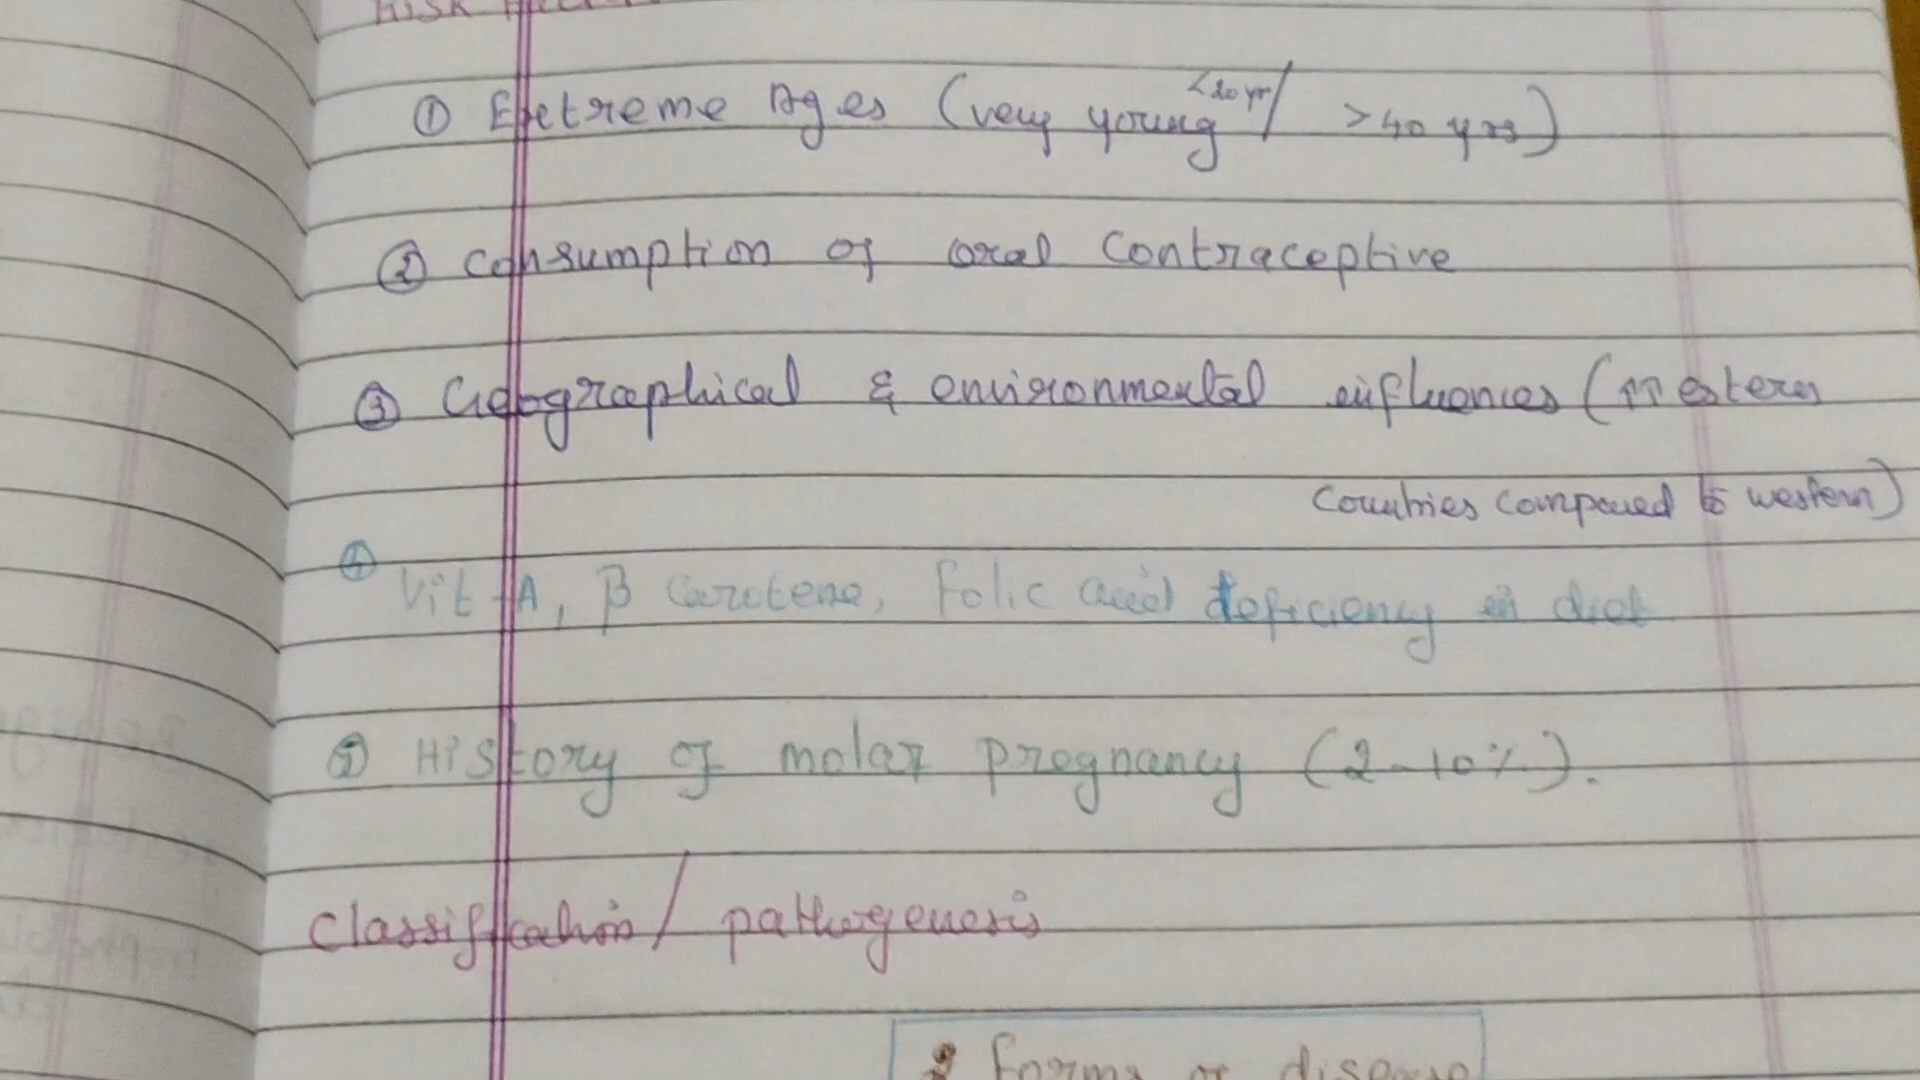 Risk
① Extreme Ages (very young <20 yr / >40 yrs)
② Consumption of oral Contraceptive
③ Geographical & environmental influences (
Countries compared to western)
④ Vit-A, β Carotene, Folic acid deficiency in diet
⑤ History of molar pregnancy (2-10%).
Classification / pathogenesis
2 Forms of disease